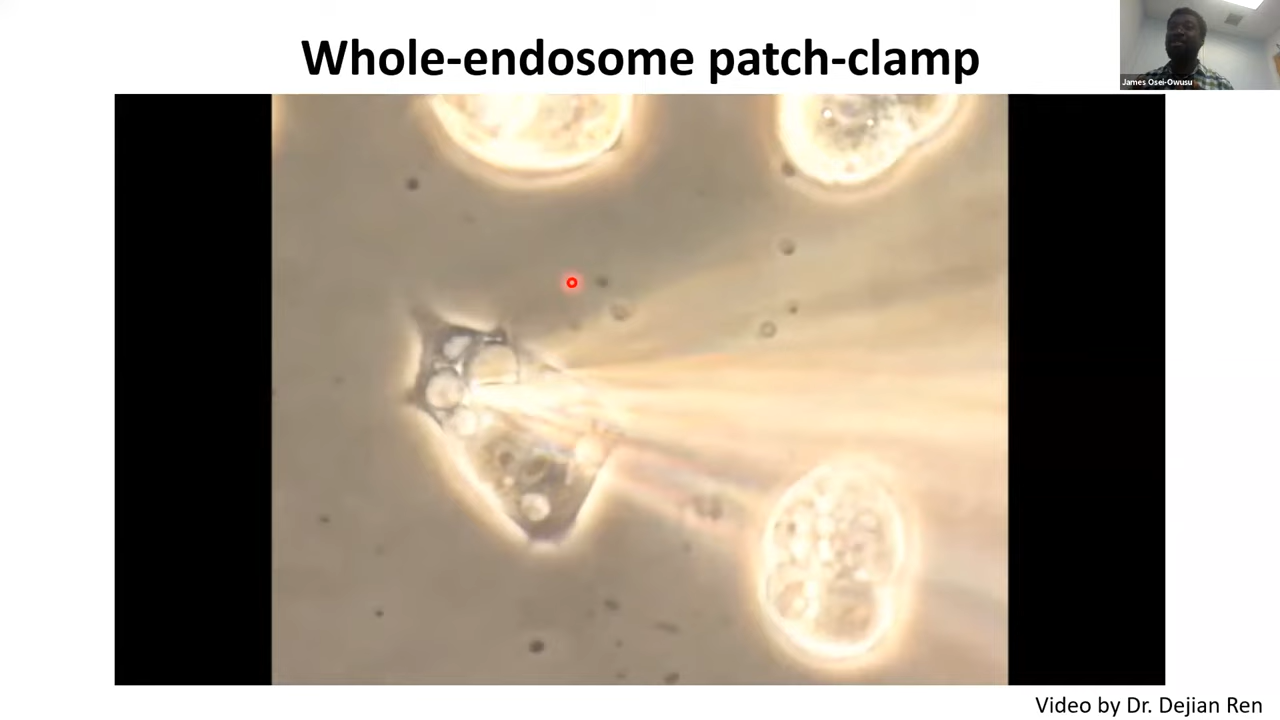 Whole-endosome patch-clamp
James Osei-Owusu
Video by Dr. Dejian Ren